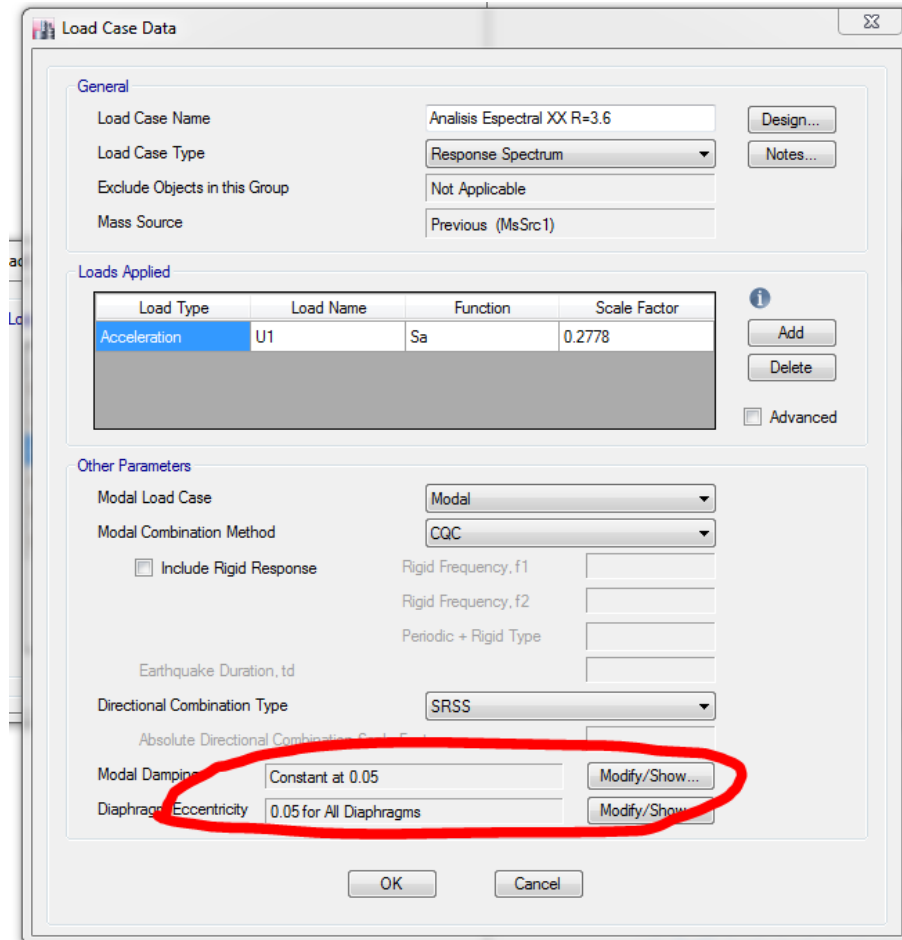 Load Case Data
General
Load Case Name Analisis Espectral XX R=3.6 Design...
Load Case Type Response Spectrum Notes...
Exclude Objects in this Group Not Applicable
Mass Source Previous (MsSrc1)
Loads Applied
Load Type Load Name Function Scale Factor
Acceleration U1 Sa 0.2778
Add
Delete
Advanced
Other Parameters
Modal Load Case Modal
Modal Combination Method CQC
Include Rigid Response Rigid Frequency, f1
Rigid Frequency, f2
Periodic + Rigid Type
Earthquake Duration, td
Directional Combination Type SRSS
Absolute Directional Combination
Modal Damping Constant at 0.05 Modify/Show...
Diaphragm Eccentricity 0.05 for All Diaphragms Modify/Show
OK Cancel